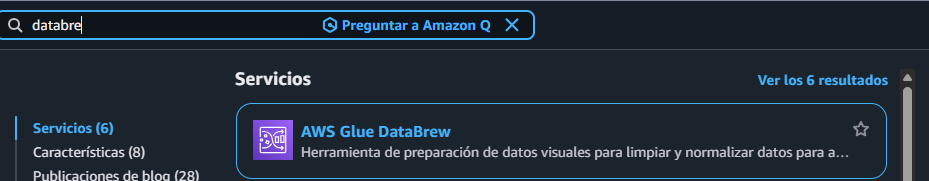 databre
Preguntar a Amazon Q
Servicios
Ver los 6 resultados
Servicios (6)
Características (8)
Publicaciones de blog (28)
AWS Glue DataBrew
Herramienta de preparación de datos visuales para limpiar y normalizar datos para a...